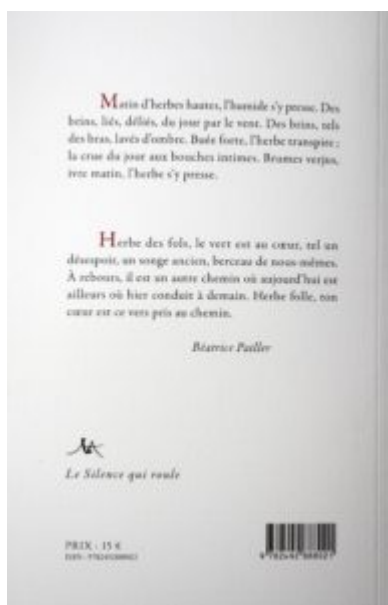 Matin d'herbes hautes, l'humide s'y presse. Des
brins, liés, déliés, du jour par le vent. Des brins, tels
des bras, lavés d'ombre. Buée forte, l'herbe transpire :
la crue du jour aux bouches intimes. Brumes verjus,
ivre matin, l'herbe s'y presse.
Herbe des fols, le vert est au cœur, tel un
désespoir, un songe ancien, berceau de nous-mêmes.
À rebours, il est un autre chemin où aujourd'hui est
ailleurs où hier conduit à demain. Herbe folle, ton
cœur est ce vers pris au chemin.
Béatrice Pailler
Le Silence qui roule
PRIX : 15 €
ISBN :